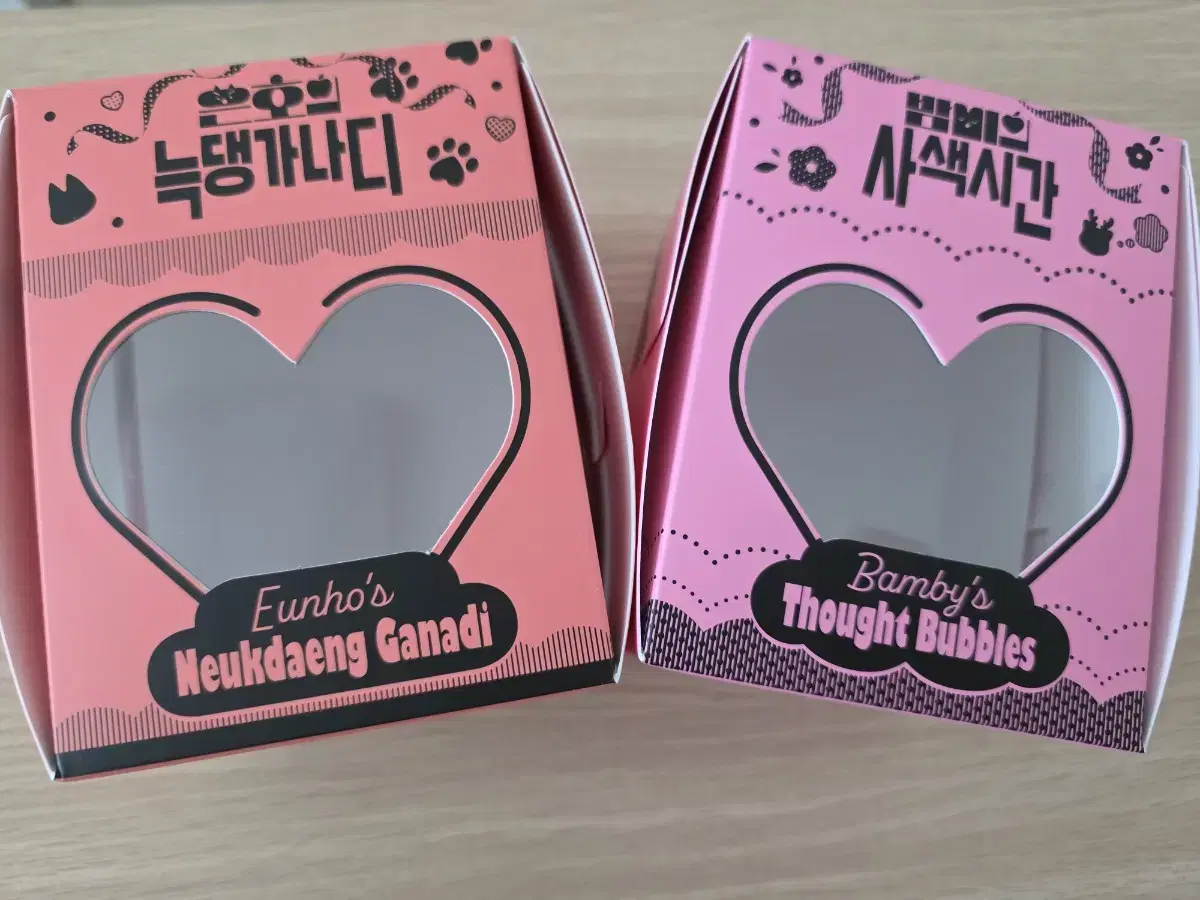 은호의
늑댕가나디
Eunho's
Neukdaeng Ganadi
밤비의
사색시간
Bamby's
Thought Bubbles